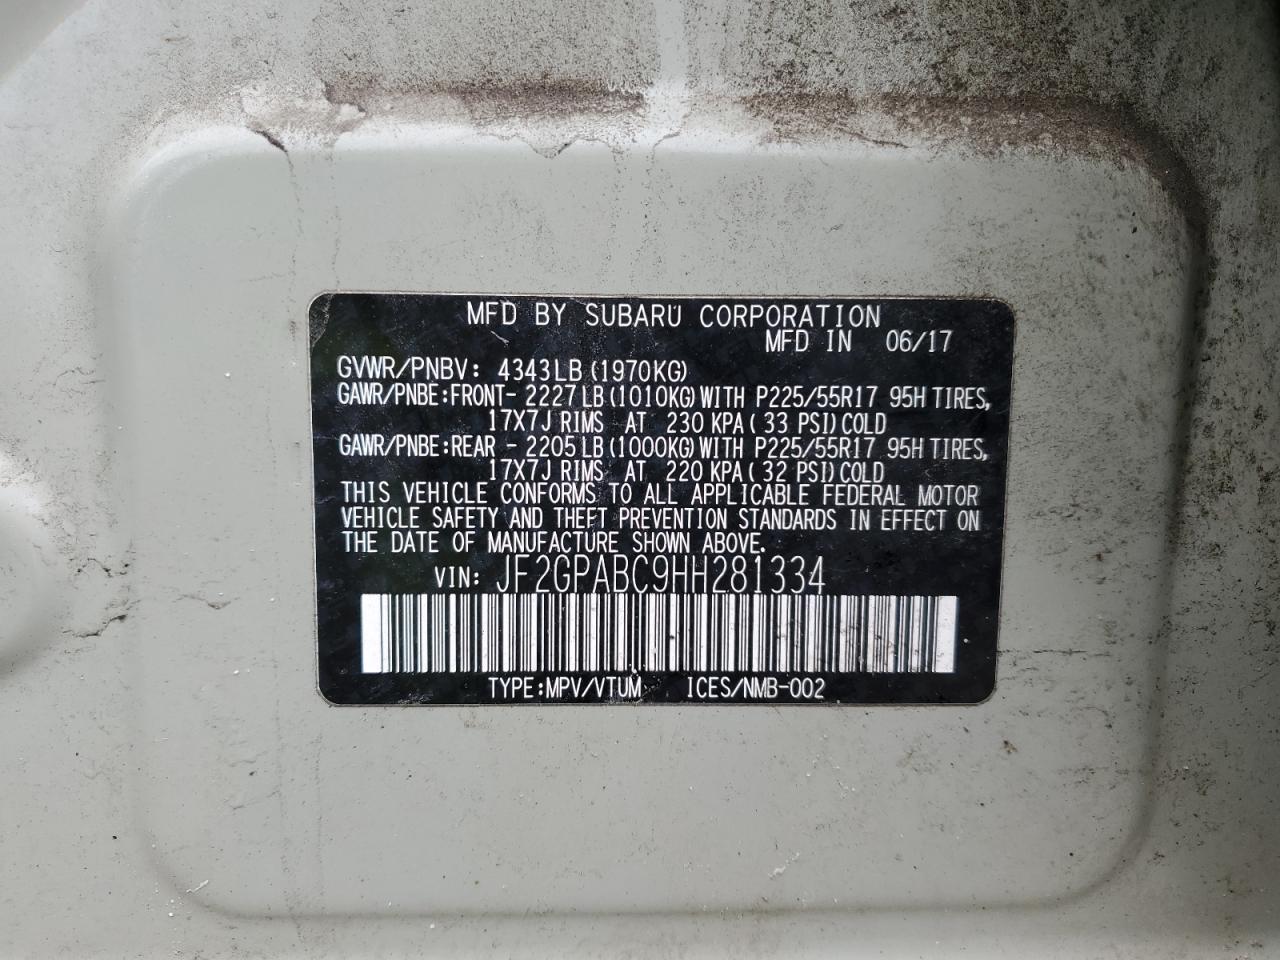 MFD BY SUBARU CORPORATION
MFD IN 06/17
GVWR/PNBV: 4343LB(1970KG)
GAWR/PNBE:FRONT- 2227LB(1010KG)WITH P225/55R17 95H TIRES,
17X7J RIMS AT 230 KPA(33 PSI)COLD
GAWR/PNBE:REAR - 2205LB(1000KG)WITH P225/55R17 95H TIRES,
17X7J RIMS AT 220 KPA(32 PSI)COLD
THIS VEHICLE CONFORMS TO ALL APPLICABLE FEDERAL MOTOR
VEHICLE SAFETY AND THEFT PREVENTION STANDARDS IN EFFECT ON
THE DATE OF MANUFACTURE SHOWN ABOVE.
VIN: JF2GPABC9HH281334
TYPE:MPV/VTUM ICES/NMB-002